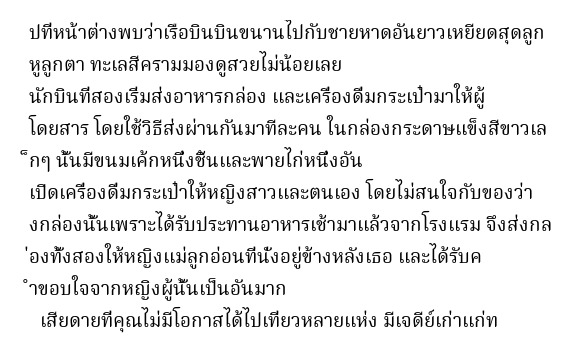 ปที่หน้าต่างพบว่าเรือบินบินขนานไปกับชายหาดอันยาวเหยียดสุดลูก
หูลูกตา ทะเลสีครามมองดูสวยไม่น้อยเลย
นักบินที่สองเริ่มส่งอาหารกล่อง และเครื่องดื่มกระเป๋ามาให้ผู้
โดยสาร โดยใช้วิธีส่งผ่านกันมาทีละคน ในกล่องกระดาษแข็งสีขาวเล
็กๆ นั้นมีขนมเค้กหนึ่งชิ้นและพายไก่หนึ่งอัน
เปิดเครื่องดื่มกระเป๋าให้หญิงสาวและตนเอง โดยไม่สนใจกับของว่า
งกล่องนั้นเพราะได้รับประทานอาหารเช้ามาแล้วจากโรงแรม จึงส่งกล
่องทั้งสองให้หญิงแม่ลูกอ่อนที่นั่งอยู่ข้างหลังเธอ และได้รับค
ำขอบใจจากหญิงผู้นั้นเป็นอันมาก
เสียดายที่คุณไม่มีโอกาสได้ไปเที่ยวหลายแห่ง มีเจดีย์เก่าแก่ท